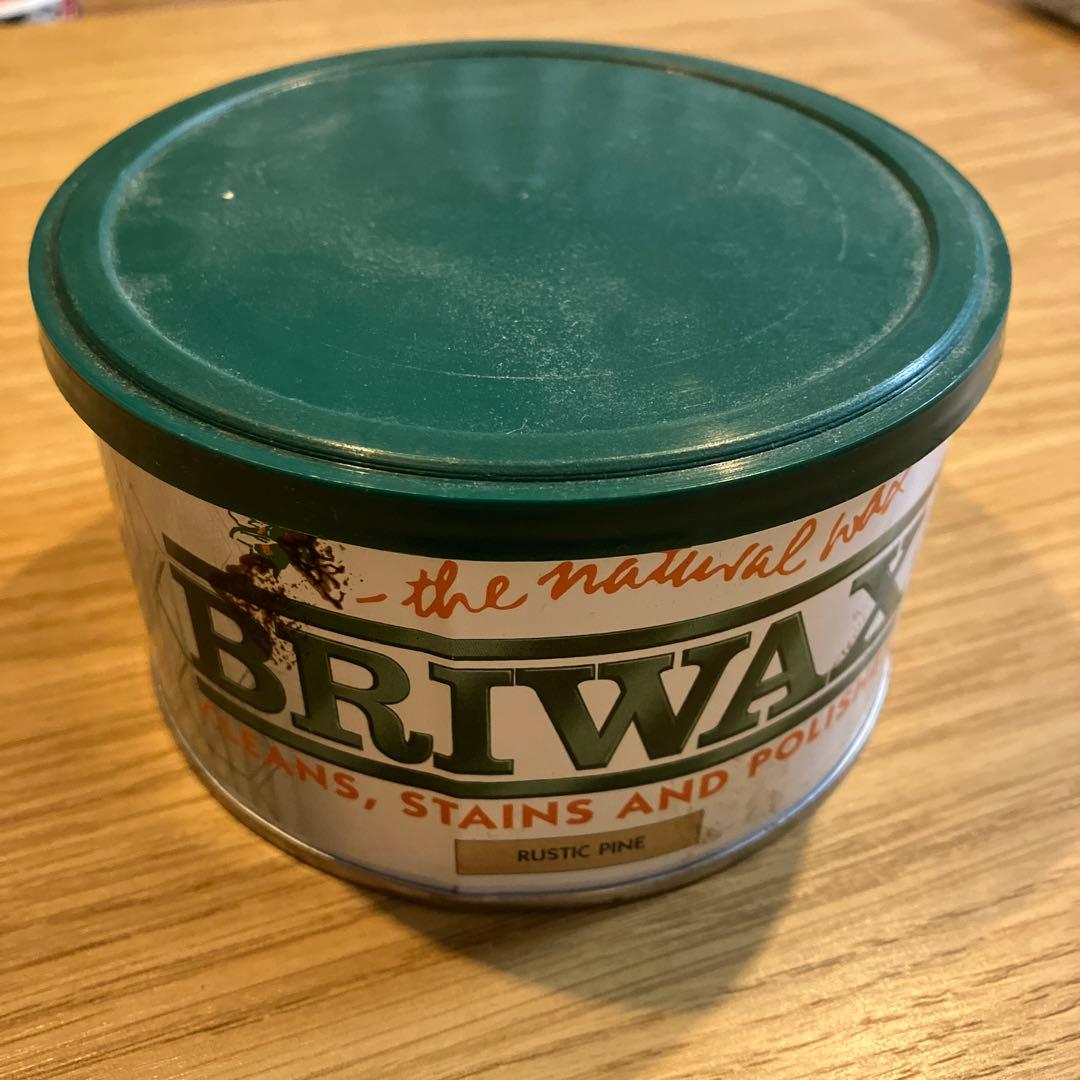 - the natural wax
BRIWAX
CLEANS, STAINS AND POLISHES
RUSTIC PINE